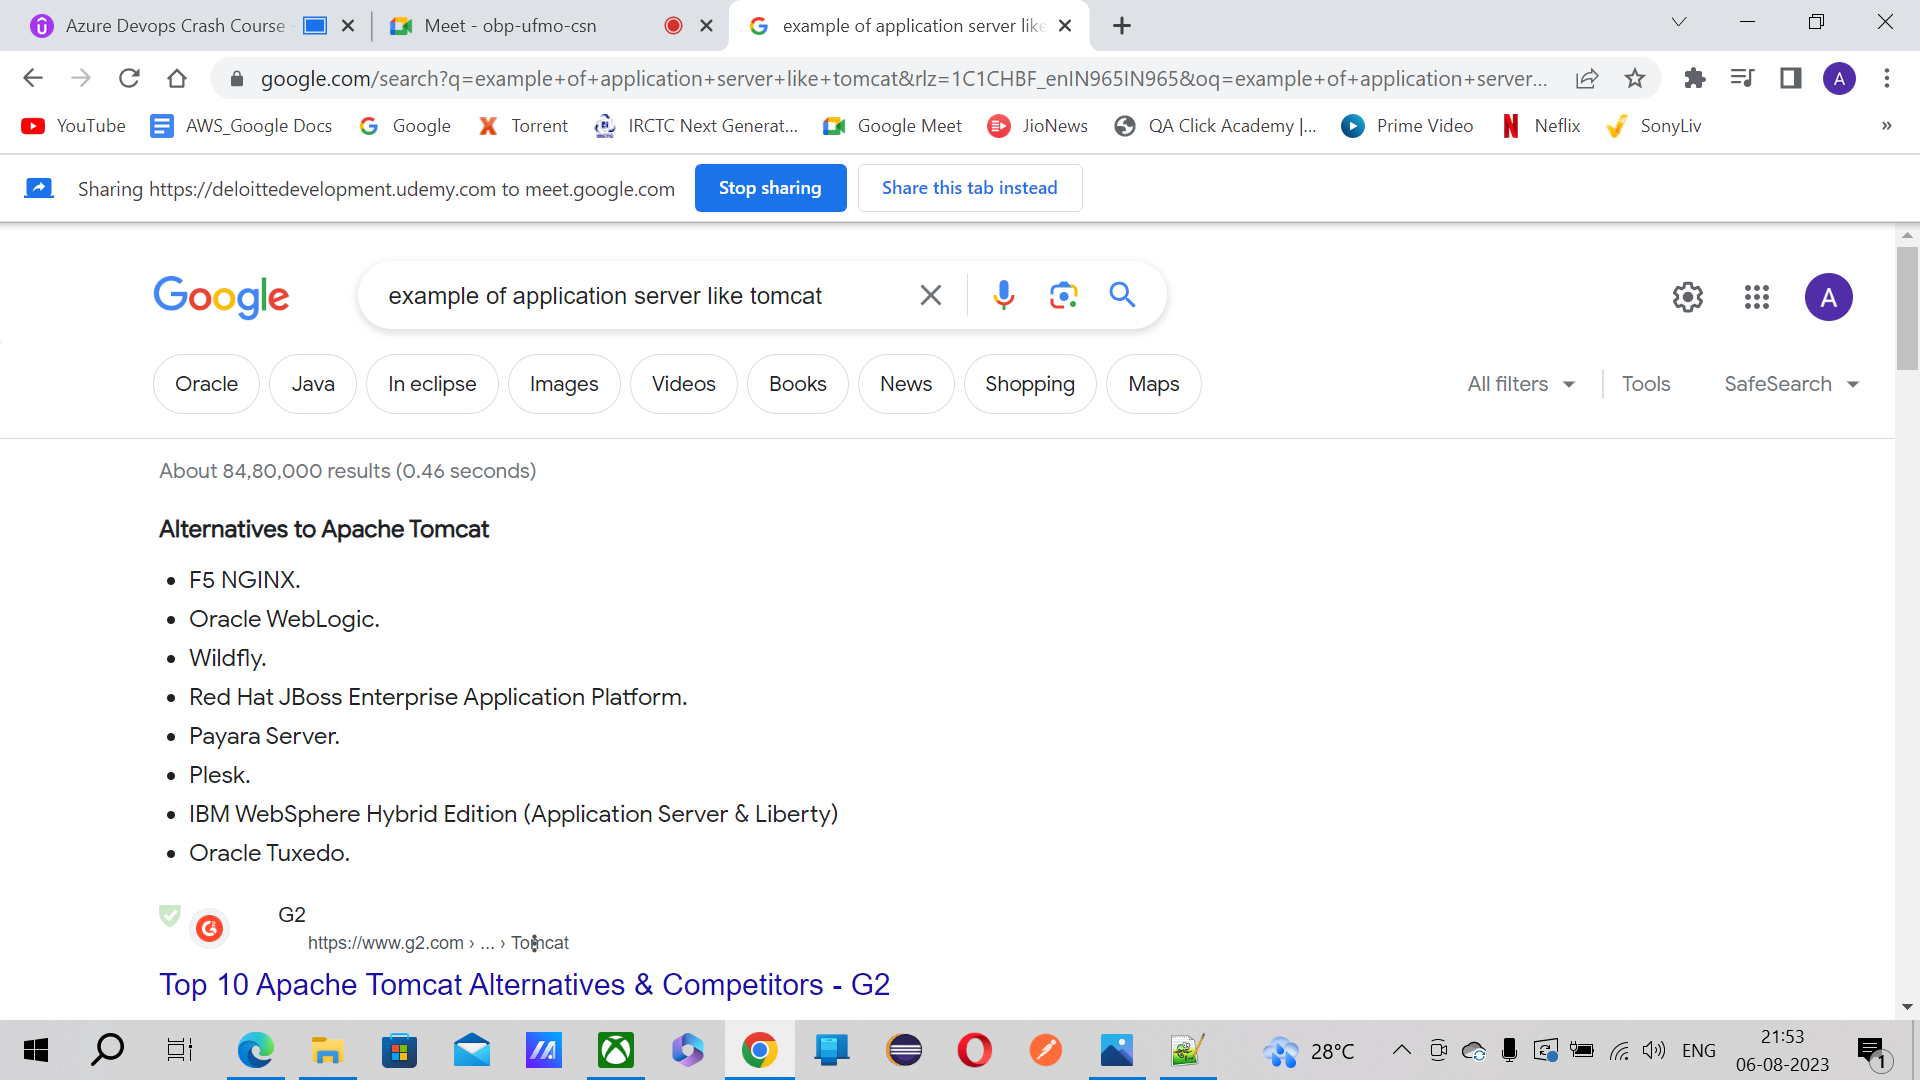 Azure Devops Crash Course
Meet - obp-ufmo-csn
example of application server like
google.com/search?q=example+of+application+server+like+tomcat&rlz=1C1CHBF_enIN965IN965&oq=example+of+application+server...
A
YouTube
AWS_Google Docs
Google
Torrent
IRCTC Next Generat...
Google Meet
JioNews
QA Click Academy |...
Prime Video
Neflix
SonyLiv
»
Sharing https://deloittedevelopment.udemy.com to meet.google.com
Stop sharing
Share this tab instead
Google
example of application server like tomcat
A
Oracle
Java
In eclipse
Images
Videos
Books
News
Shopping
Maps
All filters
Tools
SafeSearch
About 84,80,000 results (0.46 seconds)
Alternatives to Apache Tomcat
• F5 NGINX.
• Oracle WebLogic.
• Wildfly.
• Red Hat JBoss Enterprise Application Platform.
• Payara Server.
• Plesk.
• IBM WebSphere Hybrid Edition (Application Server & Liberty)
• Oracle Tuxedo.
G2
https://www.g2.com › ... › Tomcat
Top 10 Apache Tomcat Alternatives & Competitors - G2
28°C
ENG
21:53
06-08-2023
1